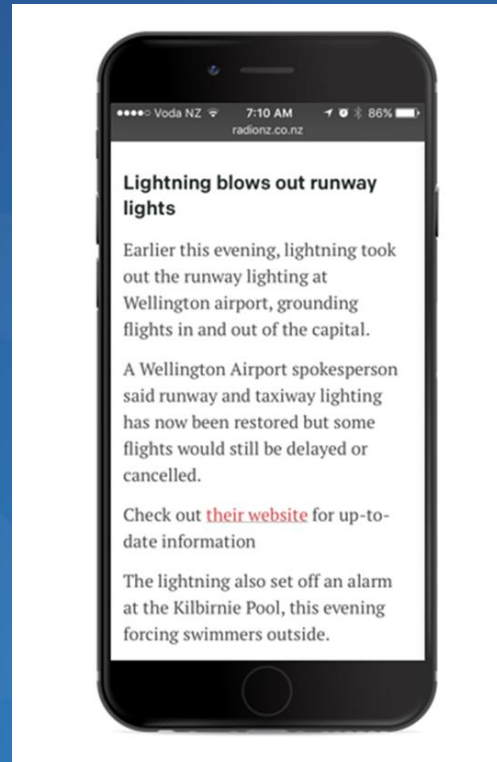 Voda NZ 7:10 AM 86%
radionz.co.nz
Lightning blows out runway
lights
Earlier this evening, lightning took
out the runway lighting at
Wellington airport, grounding
flights in and out of the capital.
A Wellington Airport spokesperson
said runway and taxiway lighting
has now been restored but some
flights would still be delayed or
cancelled.
Check out their website for up-to-
date information
The lightning also set off an alarm
at the Kilbirnie Pool, this evening
forcing swimmers outside.